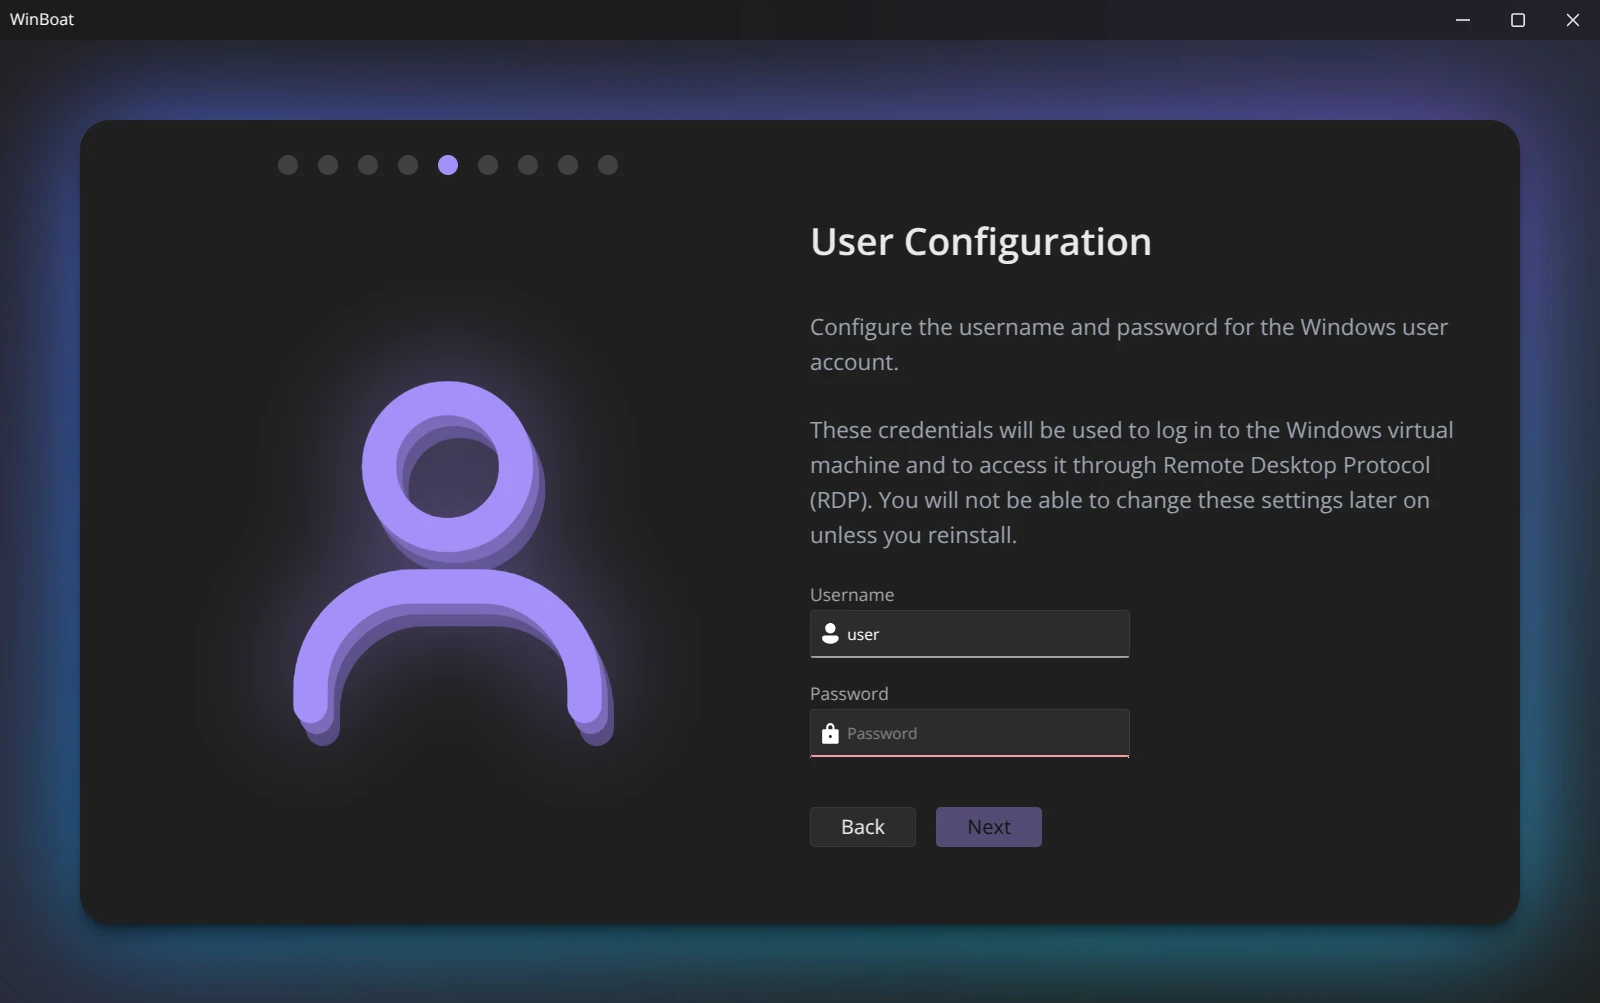 WinBoat
User Configuration
Configure the username and password for the Windows user
account.
These credentials will be used to log in to the Windows virtual
machine and to access it through Remote Desktop Protocol
(RDP). You will not be able to change these settings later on
unless you reinstall.
Username
user
Password
Password
Back
Next